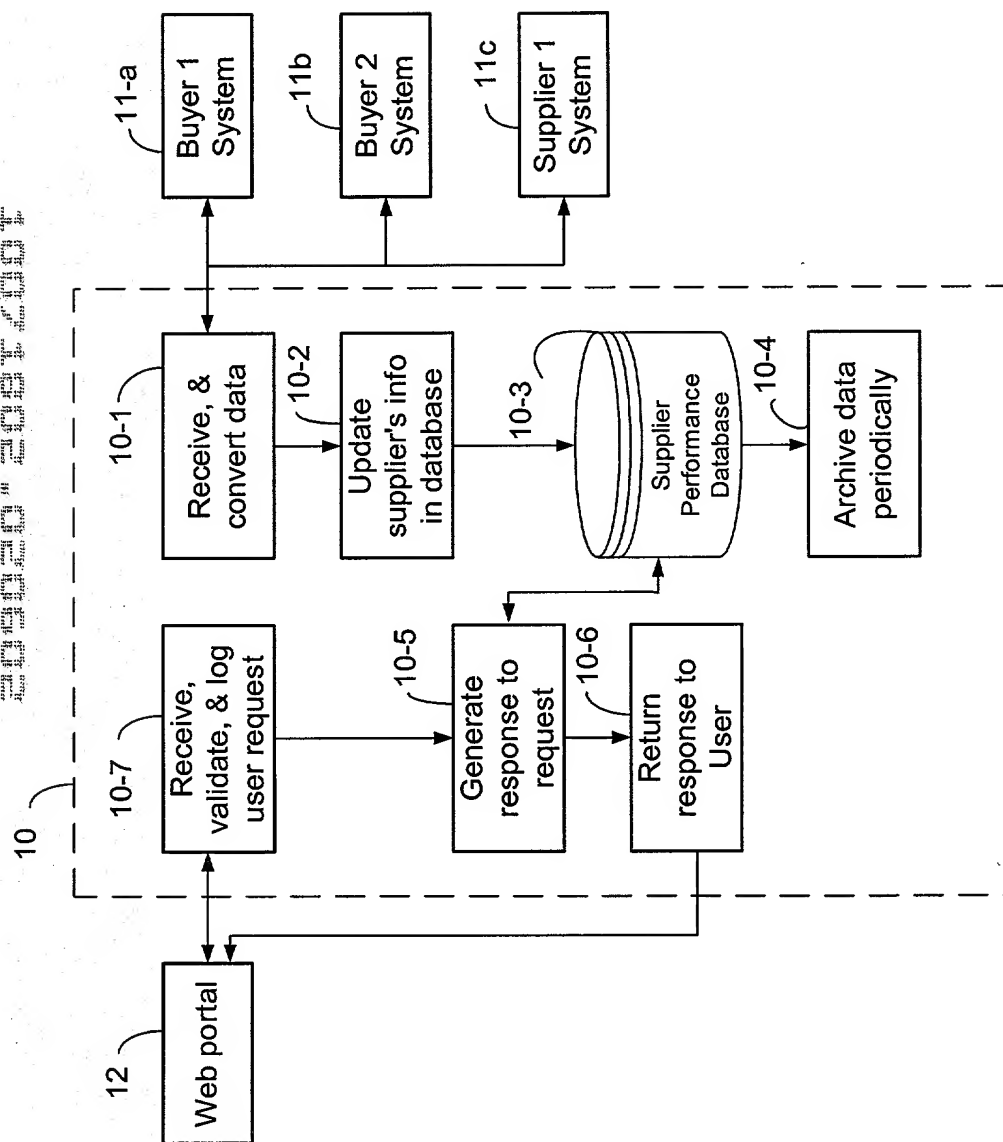 10
12
Web portal
10-7
Receive,
validate, & log
user request
10-5
Generate
response to
request
10-6
Return
response to
User
10-1
Receive, &
convert data
10-2
Update
supplier's info
in database
10-3
Supplier
Performance
Database
10-4
Archive data
periodically
11-a
Buyer 1
System
11b
Buyer 2
System
11c
Supplier 1
System